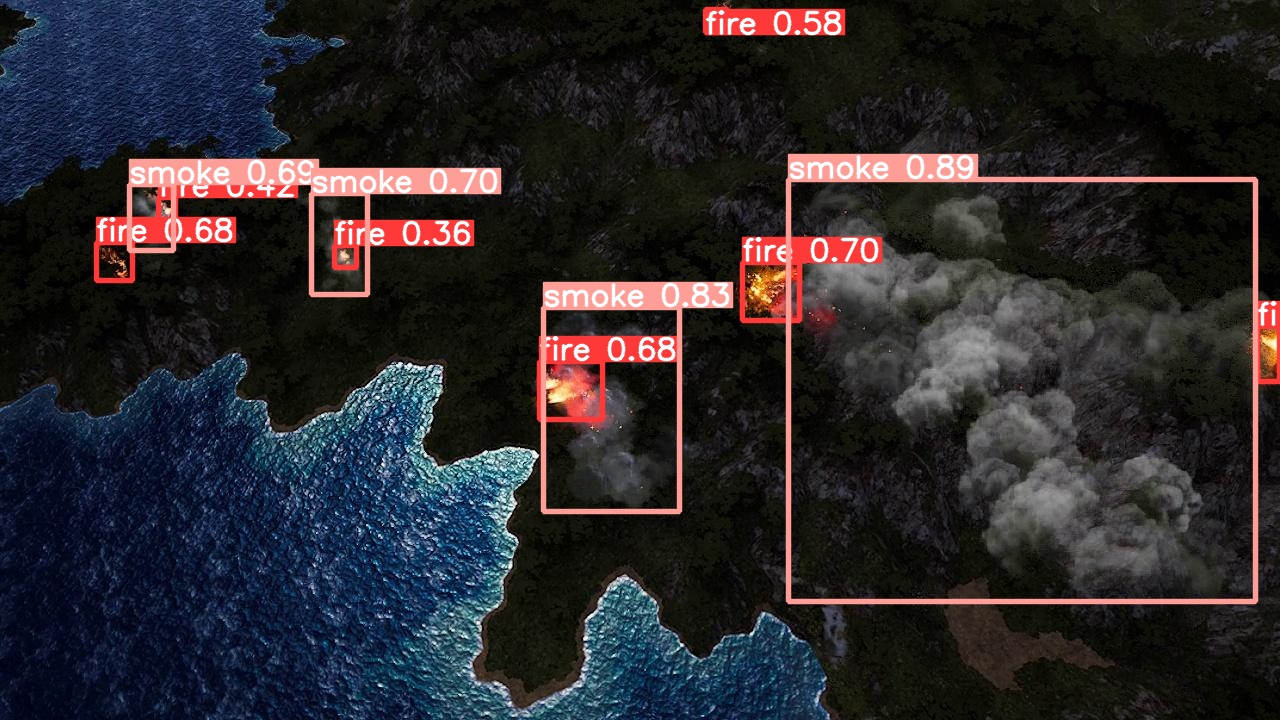 fire 0.58
smoke 0.89
smoke 0.69
fire 0.42
smoke 0.70
fire 0.68
fire 0.36
fire 0.70
smoke 0.83
fi
fire 0.68